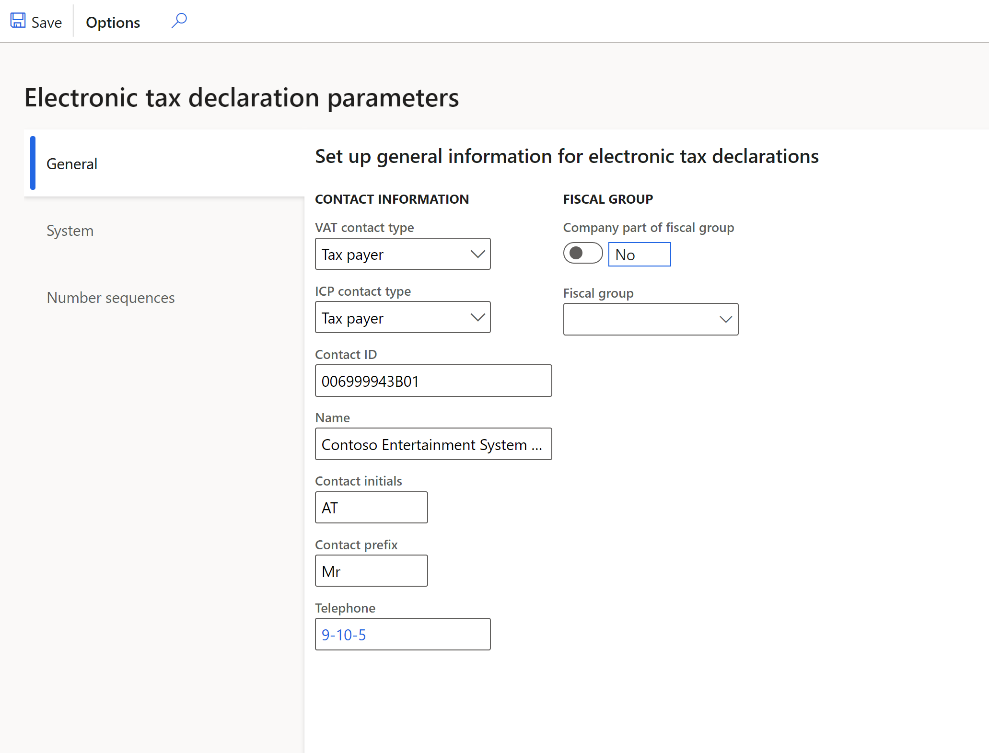 Save
Options
Electronic tax declaration parameters
General
System
Number sequences
Set up general information for electronic tax declarations
CONTACT INFORMATION
VAT contact type
Tax payer
ICP contact type
Tax payer
Contact ID
006999943B01
Name
Contoso Entertainment System ...
Contact initials
AT
Contact prefix
Mr
Telephone
9-10-5
FISCAL GROUP
Company part of fiscal group
No
Fiscal group